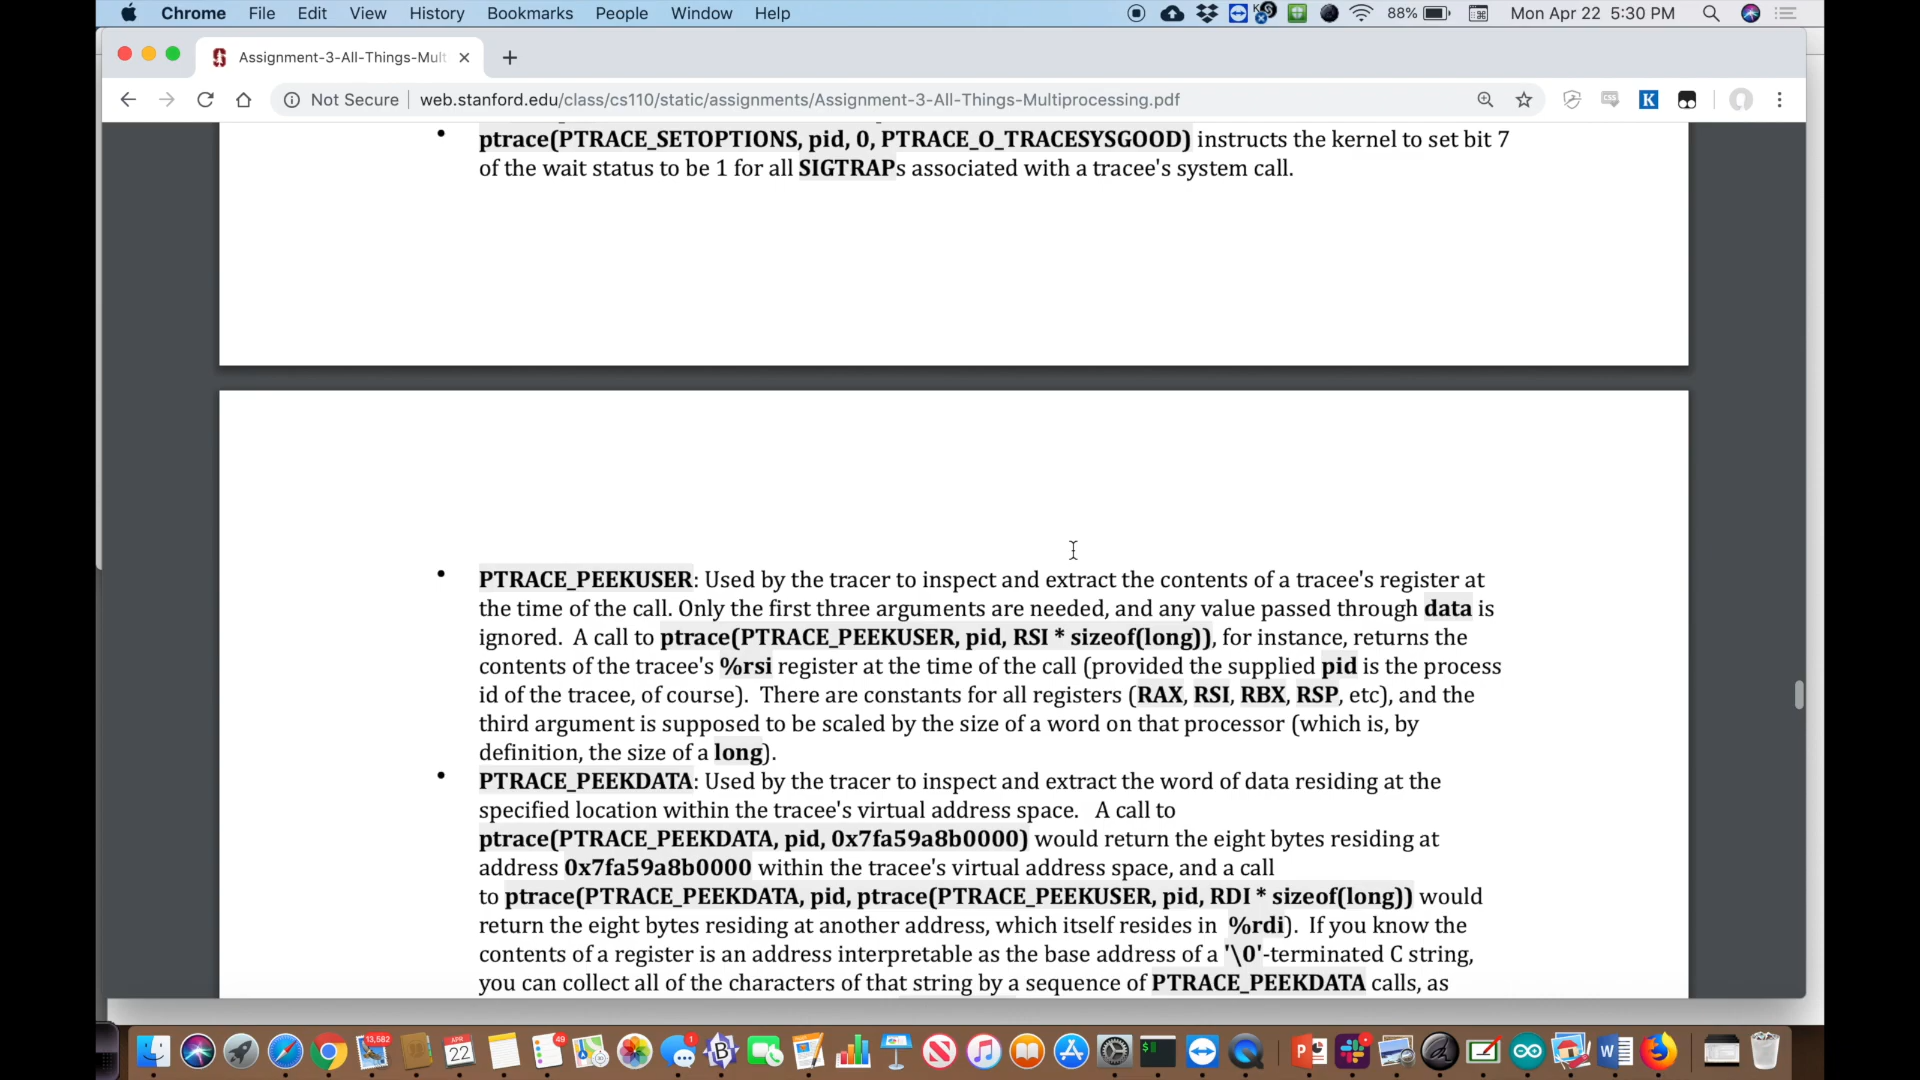 Chrome File Edit View History Bookmarks People Window Help 88% Mon Apr 22 5:30 PM
Assignment-3-All-Things-Mult
Not Secure web.stanford.edu/class/cs110/static/assignments/Assignment-3-All-Things-Multiprocessing.pdf
• ptrace(PTRACE_SETOPTIONS, pid, 0, PTRACE_O_TRACESYSGOOD) instructs the kernel to set bit 7
of the wait status to be 1 for all SIGTRAPs associated with a tracee's system call.
• PTRACE_PEEKUSER: Used by the tracer to inspect and extract the contents of a tracee's register at
the time of the call. Only the first three arguments are needed, and any value passed through data is
ignored. A call to ptrace(PTRACE_PEEKUSER, pid, RSI * sizeof(long)), for instance, returns the
contents of the tracee's %rsi register at the time of the call (provided the supplied pid is the process
id of the tracee, of course). There are constants for all registers (RAX, RSI, RBX, RSP, etc), and the
third argument is supposed to be scaled by the size of a word on that processor (which is, by
definition, the size of a long).
• PTRACE_PEEKDATA: Used by the tracer to inspect and extract the word of data residing at the
specified location within the tracee's virtual address space. A call to
ptrace(PTRACE_PEEKDATA, pid, 0x7fa59a8b0000) would return the eight bytes residing at
address 0x7fa59a8b0000 within the tracee's virtual address space, and a call
to ptrace(PTRACE_PEEKDATA, pid, ptrace(PTRACE_PEEKUSER, pid, RDI * sizeof(long)) would
return the eight bytes residing at another address, which itself resides in %rdi). If you know the
contents of a register is an address interpretable as the base address of a '\0'-terminated C string,
you can collect all of the characters of that string by a sequence of PTRACE_PEEKDATA calls, as
13,582 APR 22 49 1